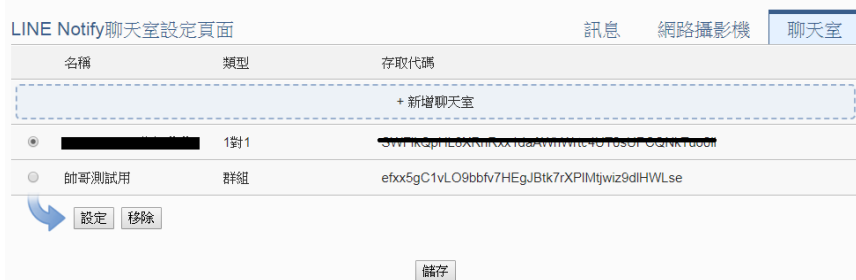 LINE Notify聊天室設定頁面 訊息 網路攝影機 聊天室
名稱 類型 存取代碼
+ 新增聊天室
1對1
帥哥測試用 群組 efxx5gC1vLO9bbfv7HEgJBtk7rXPIMtjwiz9dlHWLse
設定 移除
儲存